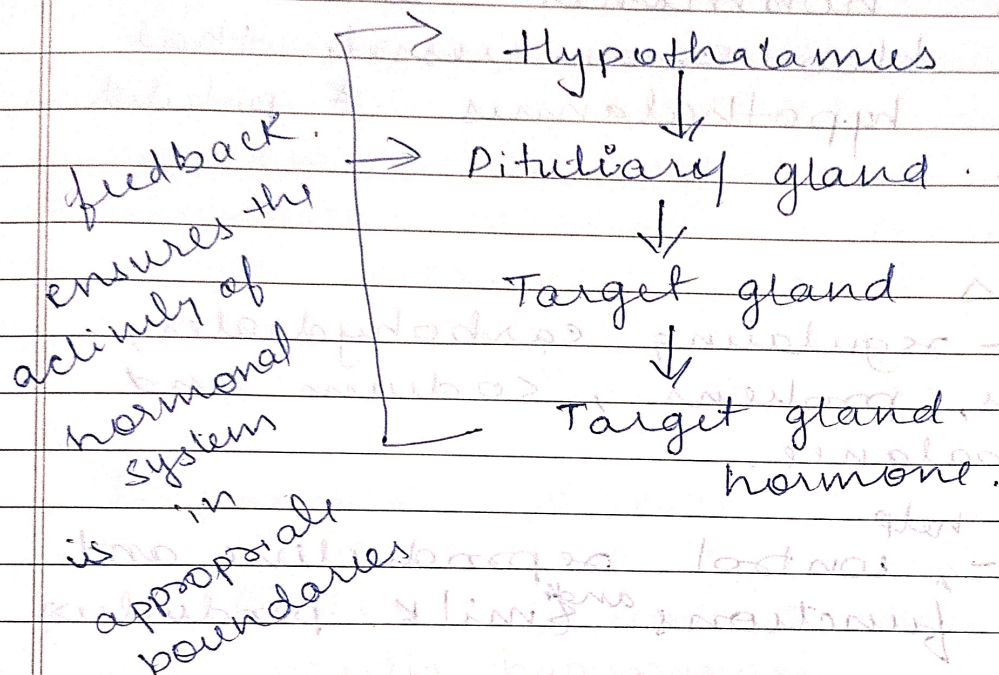 Hypothalamus
Pituitary gland.
Target gland
Target gland
hormone.
feedback.
ensures the
activity of
hormonal
system
is in
appropriate
boundaries